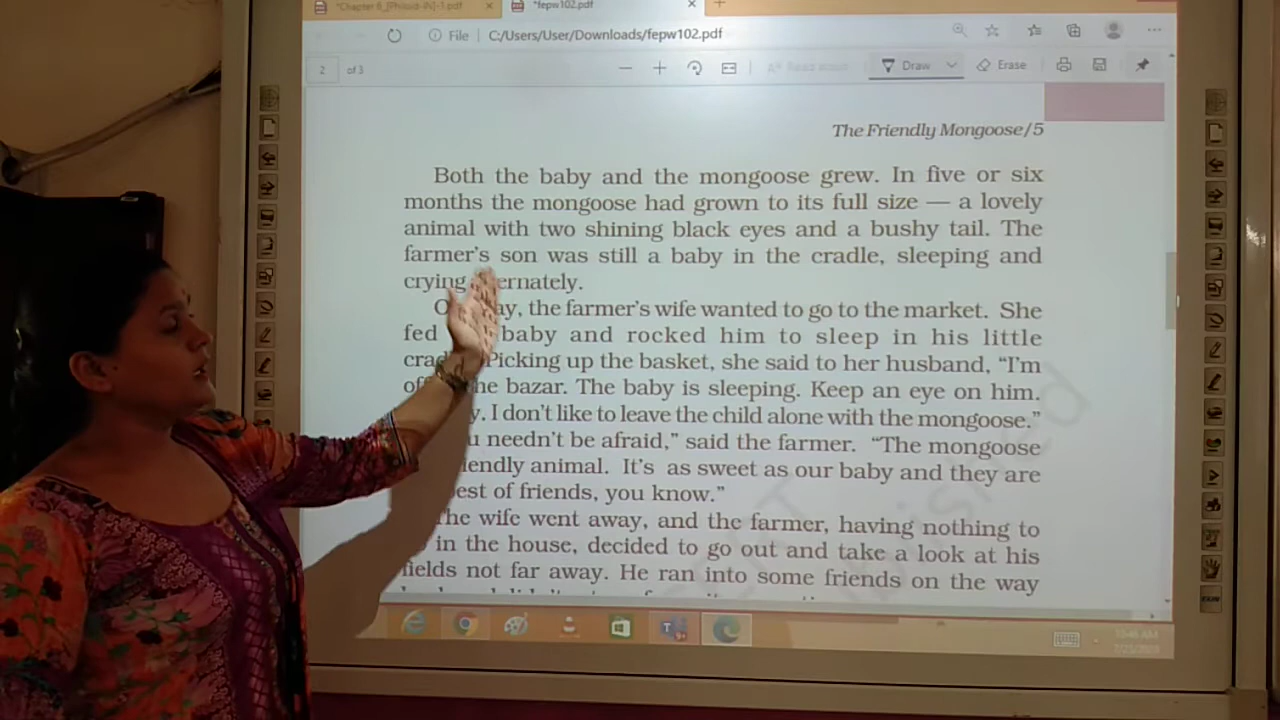 *Chapter 6_[Phloid-IN]-1.pdf
*fepw102.pdf
File | C:/Users/User/Downloads/fepw102.pdf
2 of 3
Draw
Erase
The Friendly Mongoose/5
Both the baby and the mongoose grew. In five or six
months the mongoose had grown to its full size — a lovely
animal with two shining black eyes and a bushy tail. The
farmer's son was still a baby in the cradle, sleeping and
crying ernately.
the farmer's wife wanted to go to the market. She
fed baby and rocked him to sleep in his little
Picking up the basket, she said to her husband, “I'm
bazar. The baby is sleeping. Keep an eye on him.
I don't like to leave the child alone with the mongoose.”
needn't be afraid,” said the farmer. “The mongoose
animal. It's as sweet as our baby and they are
best of friends, you know.”
The wife went away, and the farmer, having nothing to
in the house, decided to go out and take a look at his
fields not far away. He ran into some friends on the way